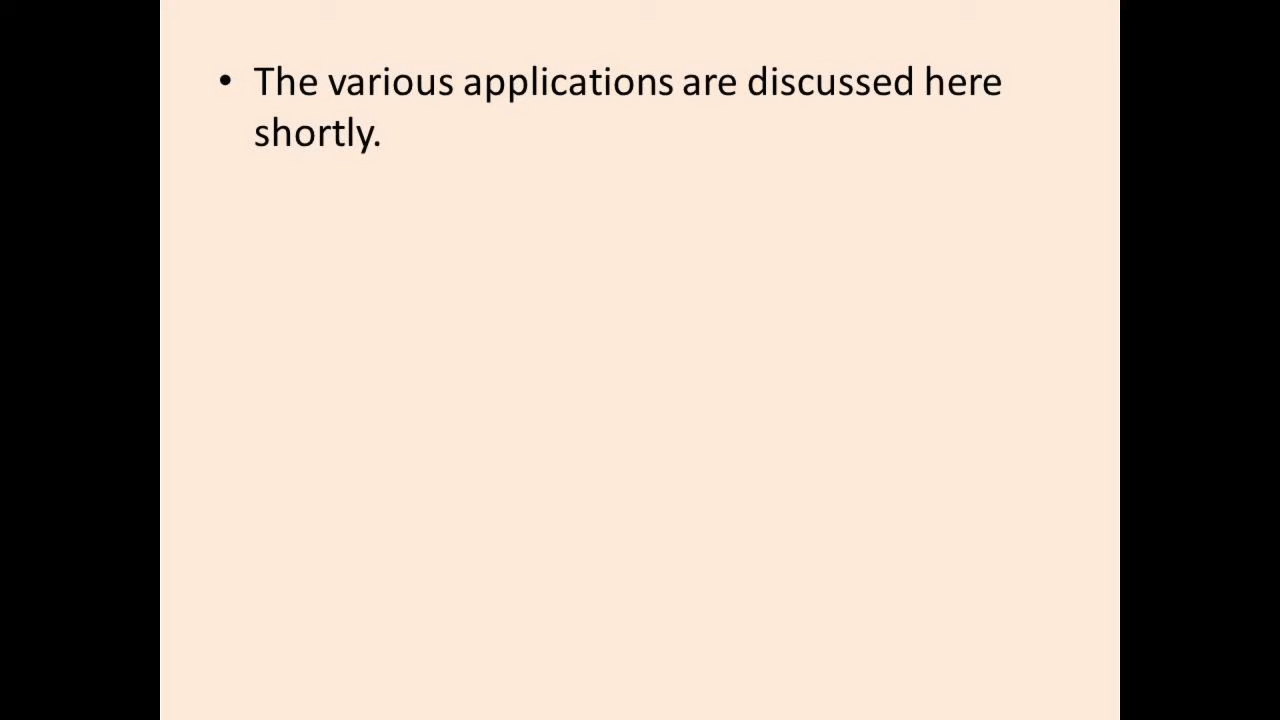 • The various applications are discussed here
shortly.